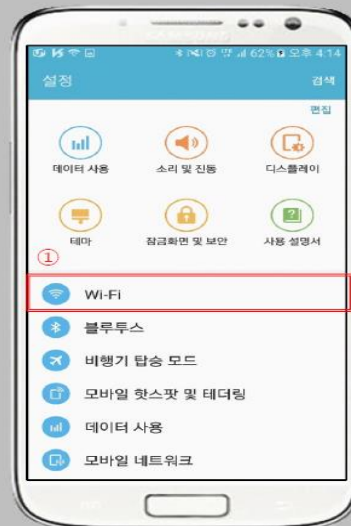 62% 오후 4:14
설정 검색
편집
데이터 사용 소리 및 진동 디스플레이
테마 잠금화면 및 보안 사용 설명서
①
Wi-Fi
블루투스
비행기 탑승 모드
모바일 핫스팟 및 테더링
데이터 사용
모바일 네트워크